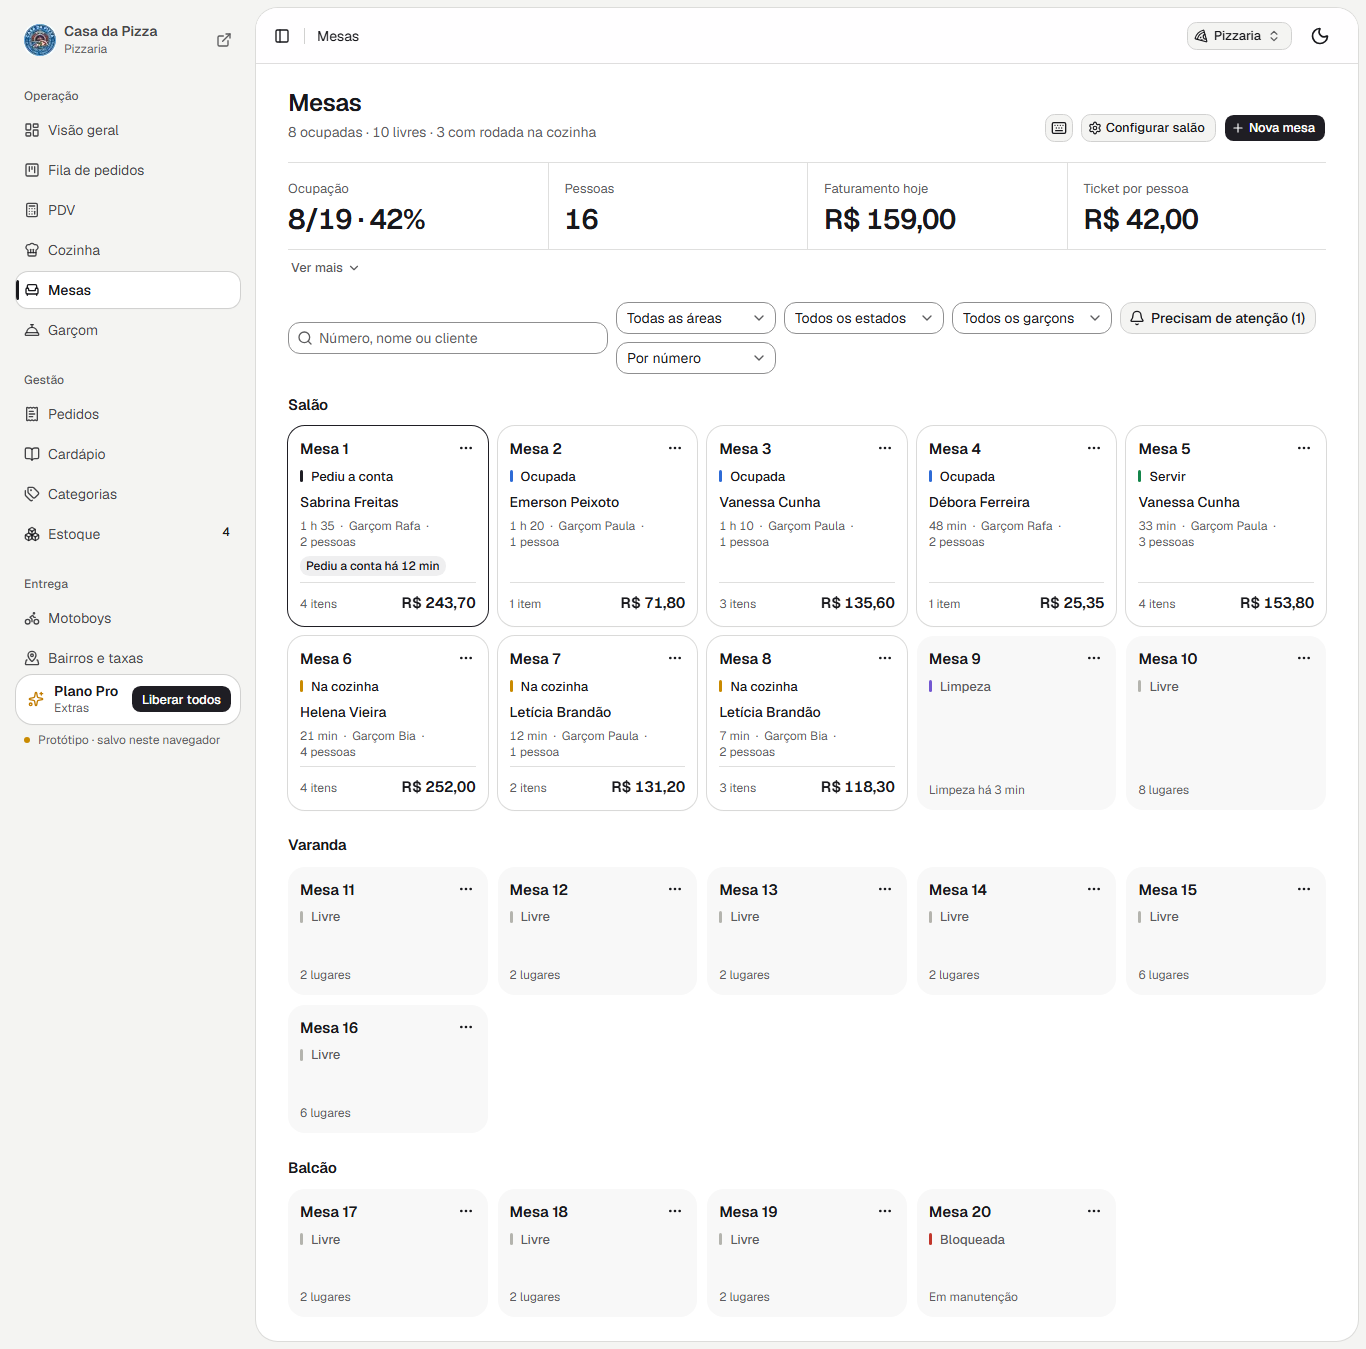 Casa da Pizza
Pizzaria
Operação
Visão geral
Fila de pedidos
PDV
Cozinha
Mesas
Garçom
Gestão
Pedidos
Cardápio
Categorias
Estoque 4
Entrega
Motoboys
Bairros e taxas
Plano Pro
Extras
Liberar todos
Protótipo · salvo neste navegador
Mesas
Pizzaria
Mesas
8 ocupadas · 10 livres · 3 com rodada na cozinha
Configurar salão
Nova mesa
Ocupação
8/19 · 42%
Pessoas
16
Faturamento hoje
R$ 159,00
Ticket por pessoa
R$ 42,00
Ver mais
Número, nome ou cliente
Todas as áreas
Todos os estados
Todos os garçons
Precisam de atenção (1)
Por número
Salão
Mesa 1
Pediu a conta
Sabrina Freitas
1 h 35 · Garçom Rafa ·
2 pessoas
Pediu a conta há 12 min
4 itens R$ 243,70
Mesa 2
Ocupada
Emerson Peixoto
1 h 20 · Garçom Paula ·
1 pessoa
1 item R$ 71,80
Mesa 3
Ocupada
Vanessa Cunha
1 h 10 · Garçom Paula ·
1 pessoa
3 itens R$ 135,60
Mesa 4
Ocupada
Débora Ferreira
48 min · Garçom Rafa ·
2 pessoas
1 item R$ 25,35
Mesa 5
Servir
Vanessa Cunha
33 min · Garçom Paula ·
3 pessoas
4 itens R$ 153,80
Mesa 6
Na cozinha
Helena Vieira
21 min · Garçom Bia ·
4 pessoas
4 itens R$ 252,00
Mesa 7
Na cozinha
Letícia Brandão
12 min · Garçom Paula ·
1 pessoa
2 itens R$ 131,20
Mesa 8
Na cozinha
Letícia Brandão
7 min · Garçom Bia ·
2 pessoas
3 itens R$ 118,30
Mesa 9
Limpeza
Limpeza há 3 min
Mesa 10
Livre
8 lugares
Varanda
Mesa 11
Livre
2 lugares
Mesa 12
Livre
2 lugares
Mesa 13
Livre
2 lugares
Mesa 14
Livre
2 lugares
Mesa 15
Livre
6 lugares
Mesa 16
Livre
6 lugares
Balcão
Mesa 17
Livre
2 lugares
Mesa 18
Livre
2 lugares
Mesa 19
Livre
2 lugares
Mesa 20
Bloqueada
Em manutenção